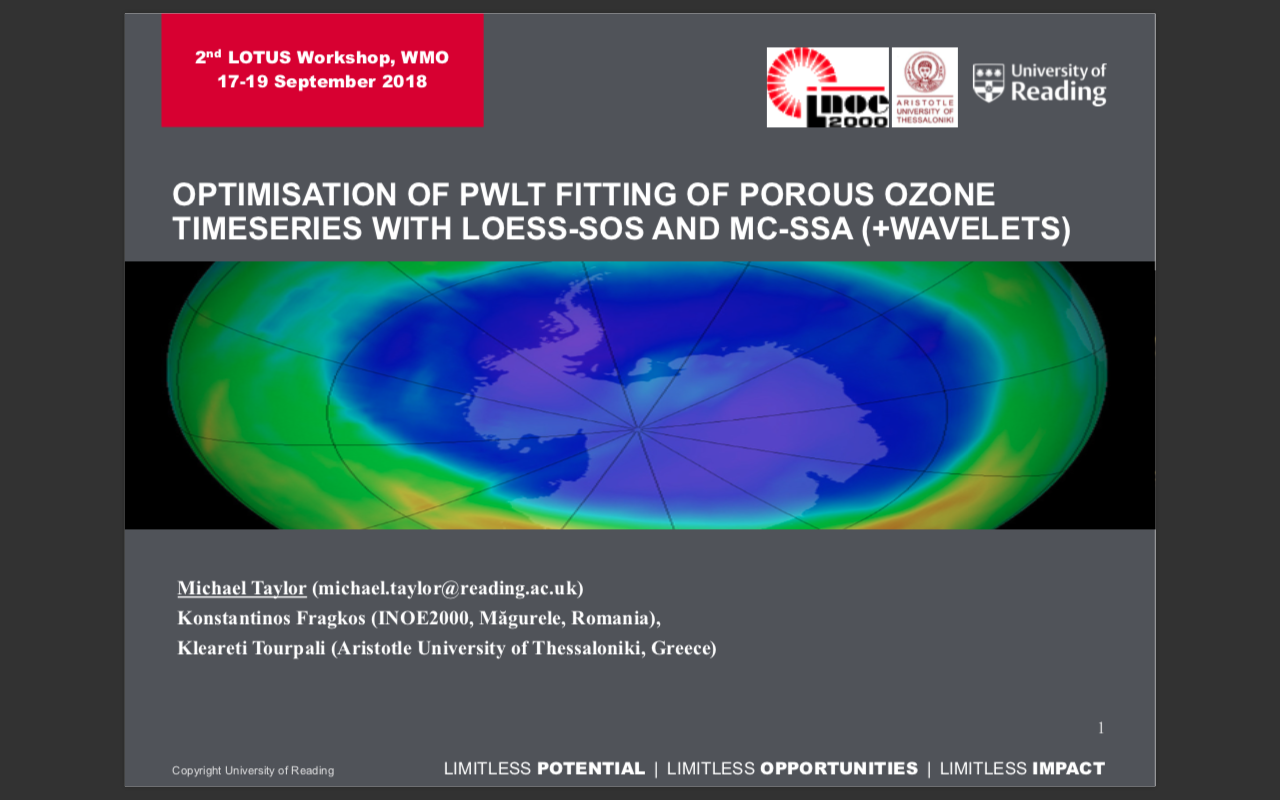 2nd LOTUS Workshop, WMO
17-19 September 2018
inoe
2000
ARISTOTLE
UNIVERSITY OF
THESSALONIKI
University of
Reading
OPTIMISATION OF PWLT FITTING OF POROUS OZONE
TIMESERIES WITH LOESS-SOS AND MC-SSA (+WAVELETS)
Michael Taylor (michael.taylor@reading.ac.uk)
Konstantinos Fragkos (INOE2000, Măgurele, Romania),
Kleareti Tourpali (Aristotle University of Thessaloniki, Greece)
1
Copyright University of Reading
LIMITLESS POTENTIAL | LIMITLESS OPPORTUNITIES | LIMITLESS IMPACT